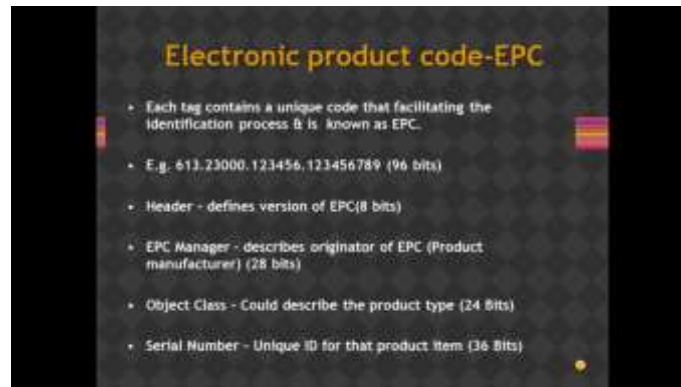 Electronic product code-EPC
• Each tag contains a unique code that facilitating the
identification process & is known as EPC.
• E.g. 613.23000.123456.123456789 (96 bits)
• Header - defines version of EPC(8 bits)
• EPC Manager - describes originator of EPC (Product
manufacturer) (28 bits)
• Object Class - Could describe the product type (24 Bits)
• Serial Number - Unique ID for that product item (36 Bits)